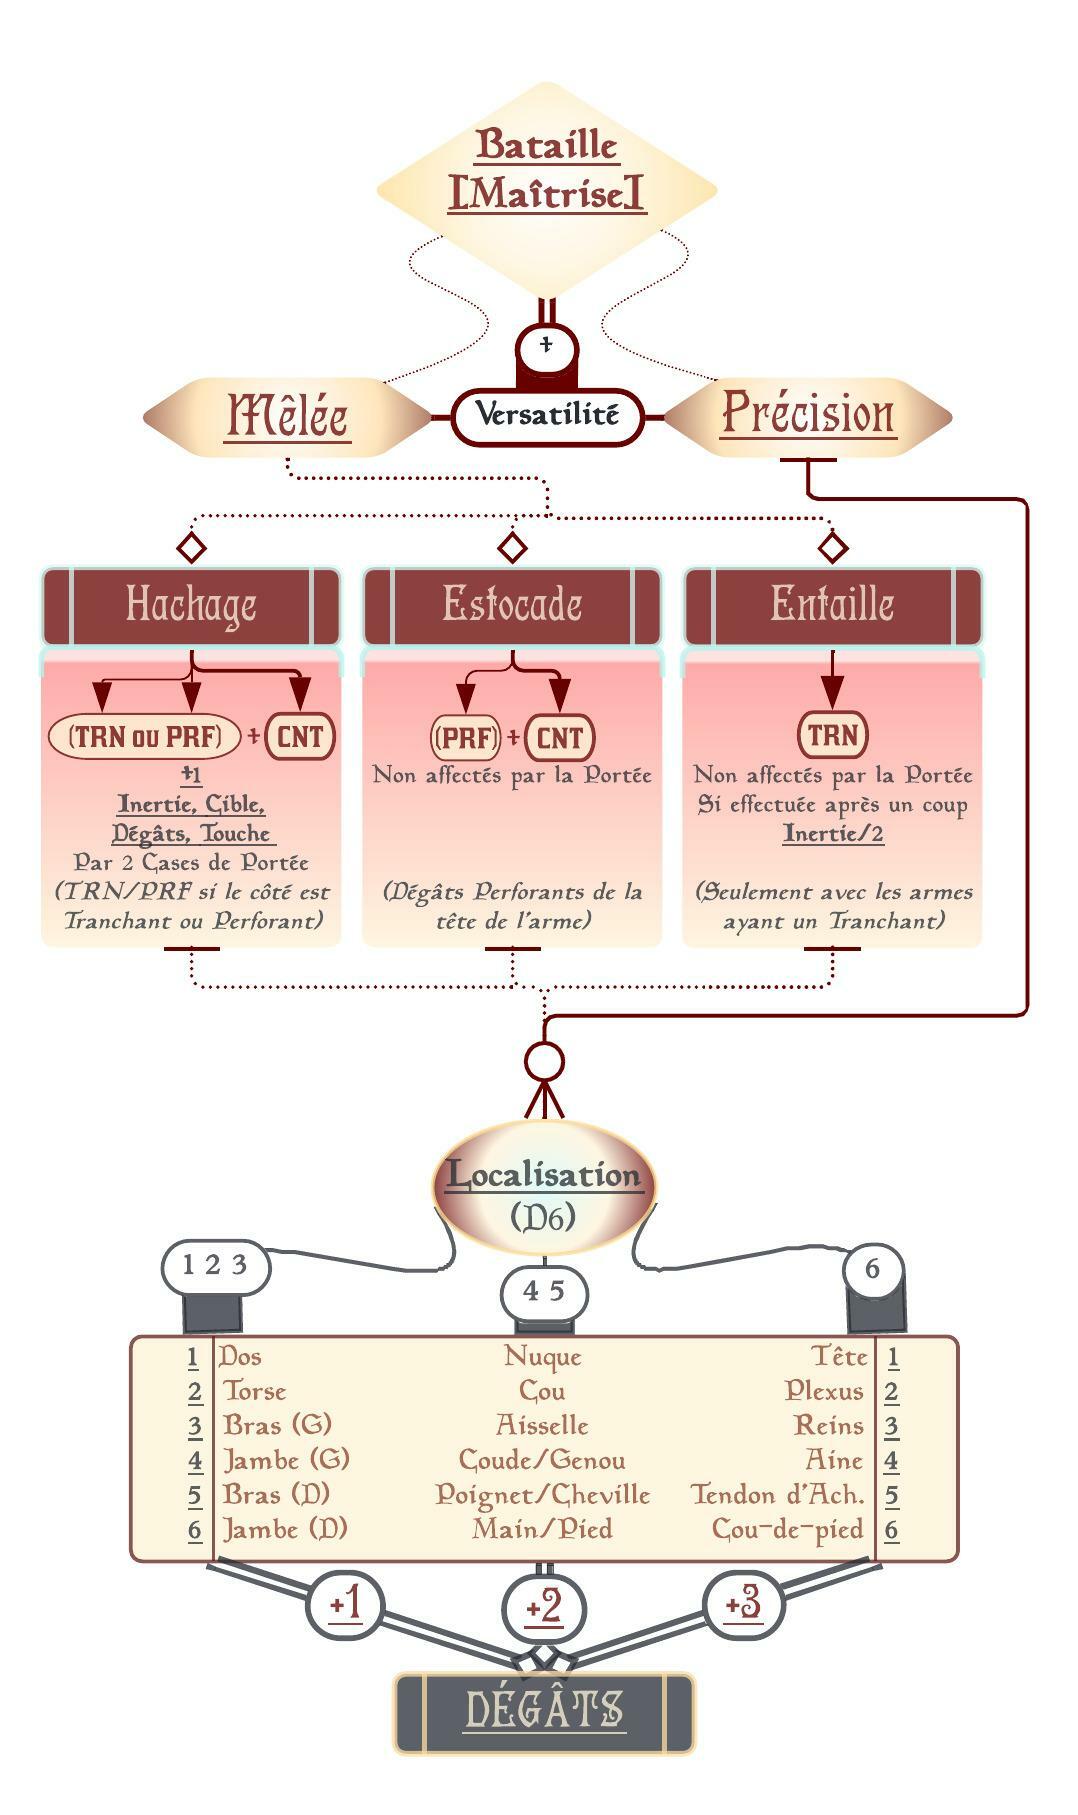 Bataille
[Maîtrise]
+
Mêlée
Versatilité
Précision
Hachage
(TRN ou PRF) + CNT
+1
Inertie, Cible,
Dégâts, Touche
Par 2 Cases de Portée
(TRN/PRF si le côté est
Tranchant ou Perforant)
Estocade
(PRF) + CNT
Non affectés par la Portée
(Dégâts Perforants de la
tête de l'arme)
Entaille
TRN
Non affectés par la Portée
Si effectuée après un coup
Inertie/2
(Seulement avec les armes
ayant un Tranchant)
Localisation
(D6)
1 2 3
4 5
6
1 Dos Nuque Tête 1
2 Torse Cou Plexus 2
3 Bras (G) Aisselle Reins 3
4 Jambe (G) Coude/Genou Aine 4
5 Bras (D) Poignet/Cheville Tendon d'Ach. 5
6 Jambe (D) Main/Pied Cou-de-pied 6
+1
+2
+3
DÉGÂTS